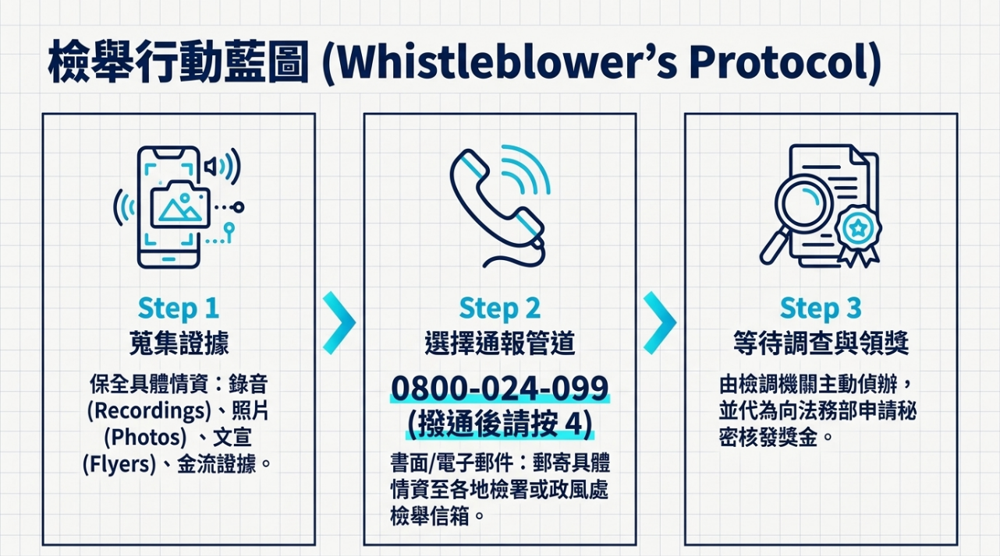 檢舉行動藍圖 (Whistleblower’s Protocol)
Step 1
蒐集證據
保全具體情資：錄音
(Recordings)、照片
(Photos) 、文宣
(Flyers)、金流證據。
Step 2
選擇通報管道
0800-024-099
(撥通後請按 4)
書面/電子郵件：郵寄具體
情資至各地檢署或政風處
檢舉信箱。
Step 3
等待調查與領獎
由檢調機關主動偵辦，
並代為向法務部申請秘
密核發獎金。